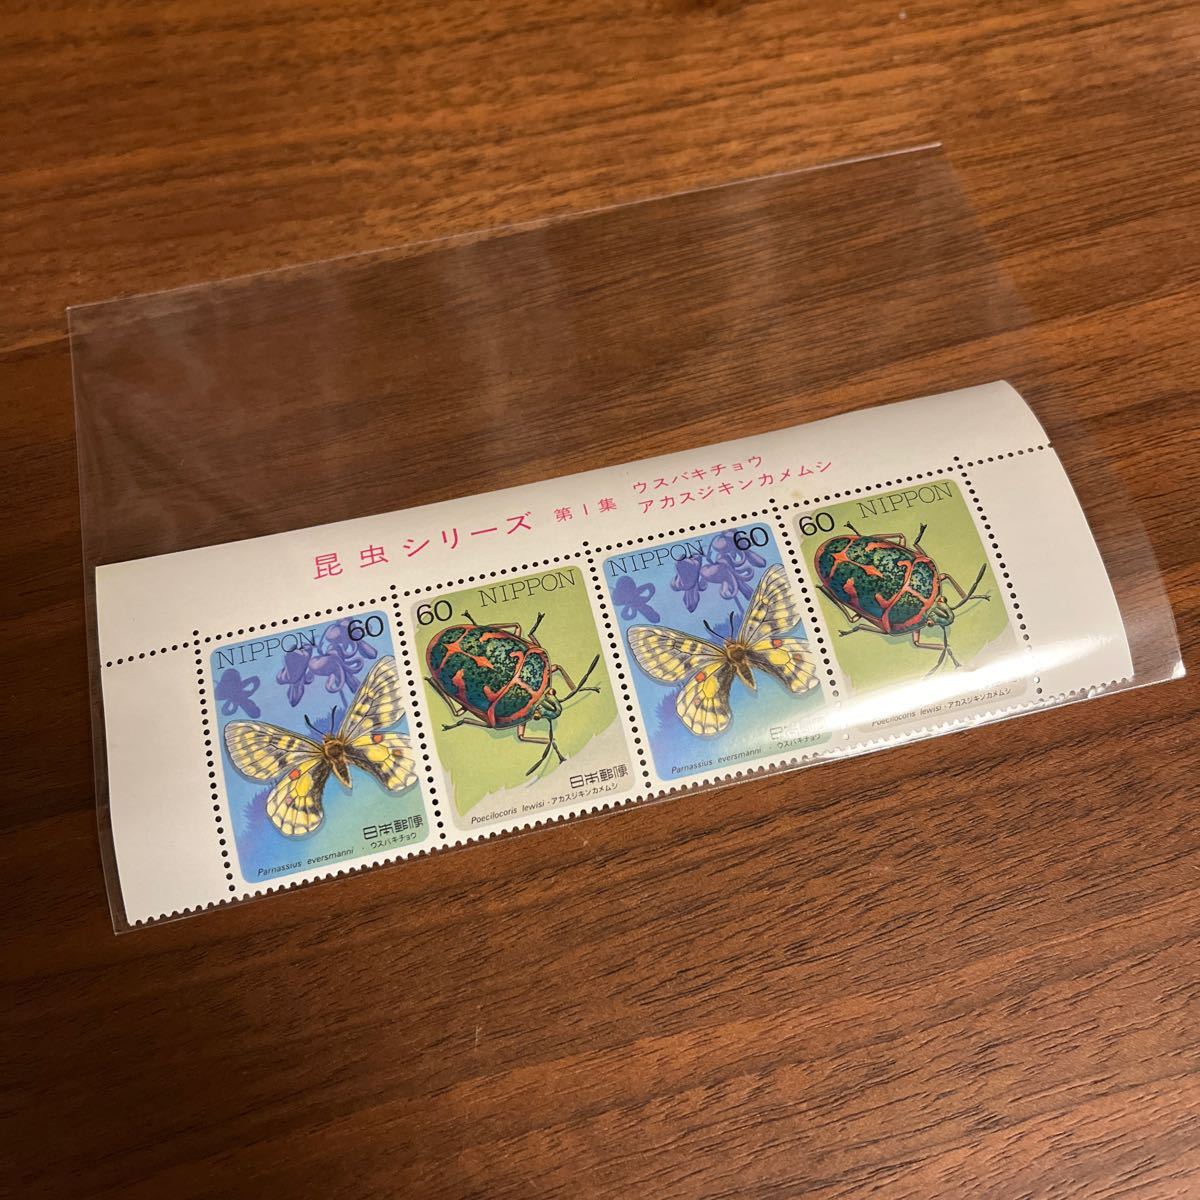 昆虫シリーズ 第1集 ウスバキチョウ
アカスジキンカメムシ
NIPPON 60
日本郵便
Parnassius eversmanni ・ウスバキチョウ
60 NIPPON
日本郵便
Poecilocoris lewisi・アカスジキンカメムシ
NIPPON 60
Parnassius eversmanni ・ウスバキチョウ
60 NIPPON
Poecilocoris lewisi・アカスジキンカメムシ